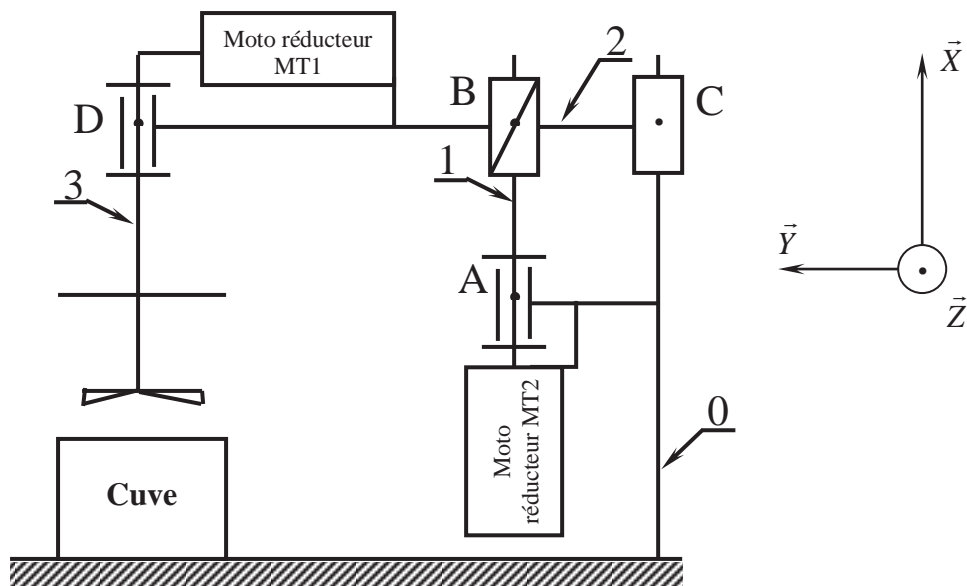 Moto réducteur
MT1
2
X⃗
B
C
D
1
3
Y⃗
A
Z⃗
Moto
réducteur MT2
0
Cuve